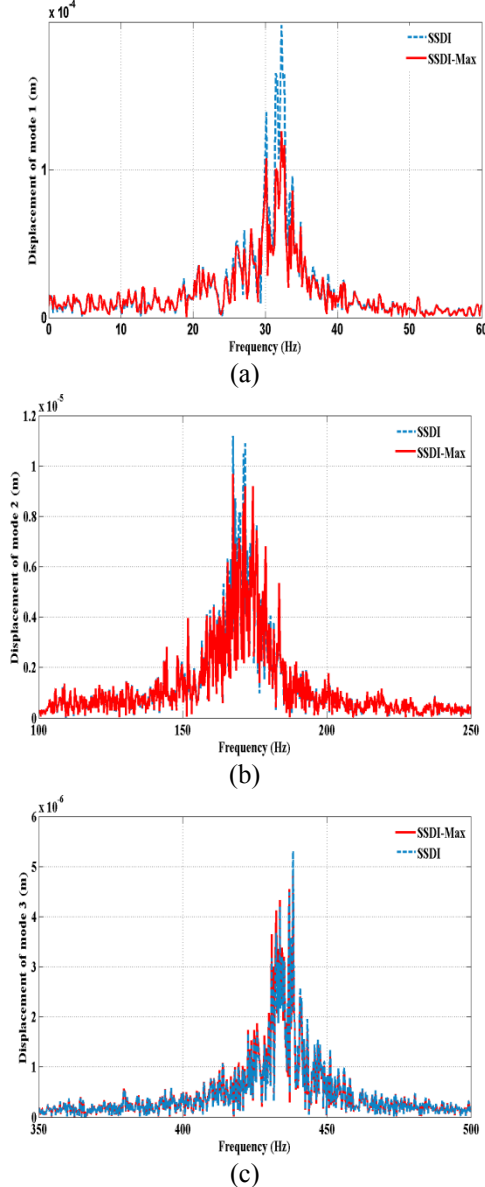 x 10^-4
SSDI
SSDI-Max
Displacement of mode 1 (m)
1
0
0 10 20 30 40 50 60
Frequency (Hz)
(a)
x 10^-5
1.2
SSDI
SSDI-Max
1
Displacement of mode 2 (m)
0.8
0.6
0.4
0.2
0
100 150 200 250
Frequency (Hz)
(b)
x 10^-6
6
SSDI-Max
SSDI
5
Displacement of mode 3 (m)
4
3
2
1
0
350 400 450 500
Frequency (Hz)
(c)